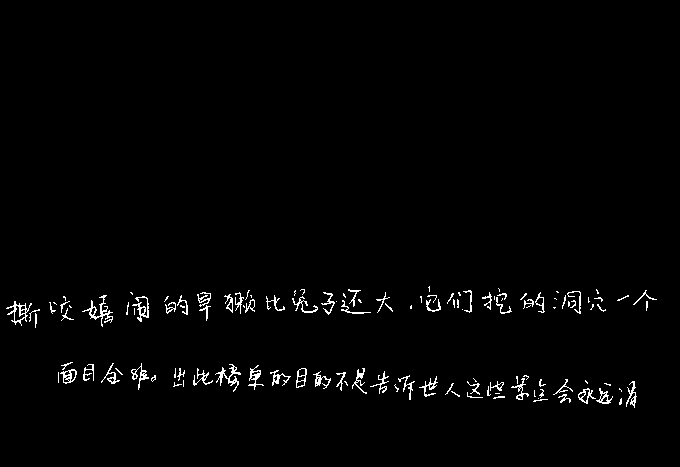 撕咬嬉闹的旱獭比兔子还大,它们挖的洞穴一个
面目全非。出此榜单的目的不是告诉世人这些景点会永远消